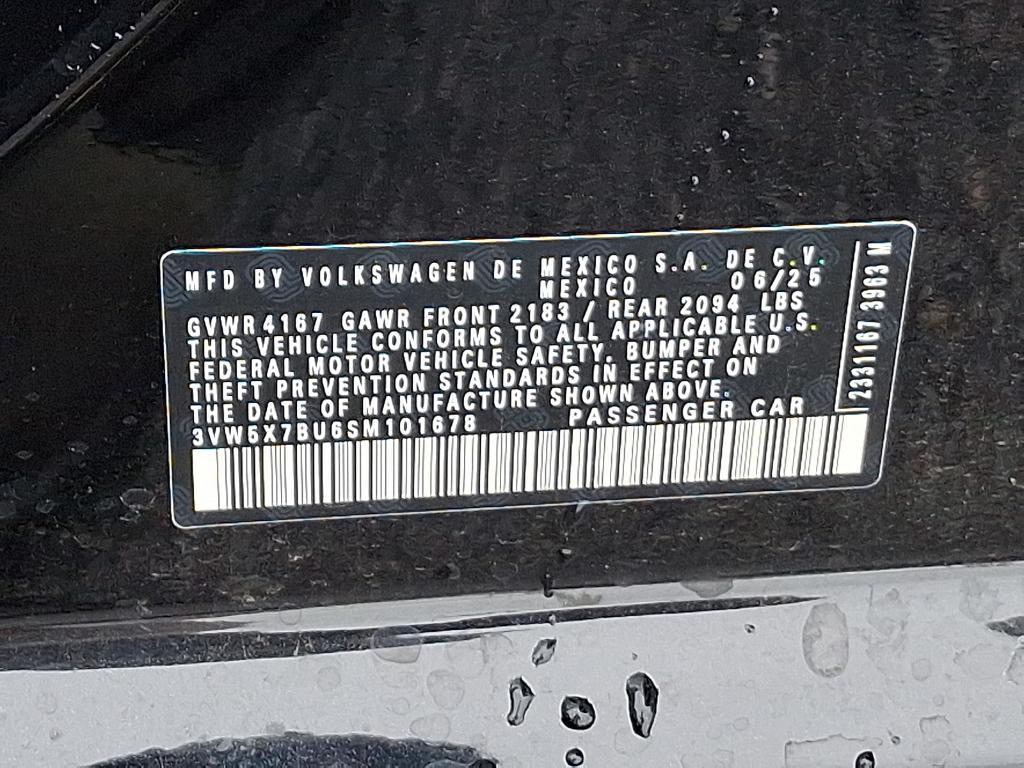 MFD BY VOLKSWAGEN DE MEXICO S.A. DE C.V.
MEXICO 06/25
GVWR 4167 GAWR FRONT 2183 / REAR 2094 LBS
THIS VEHICLE CONFORMS TO ALL APPLICABLE U.S.
FEDERAL MOTOR VEHICLE SAFETY, BUMPER AND
THEFT PREVENTION STANDARDS IN EFFECT ON
THE DATE OF MANUFACTURE SHOWN ABOVE.
3VW5X7BU6SM101678 PASSENGER CAR
2331167 3963 M